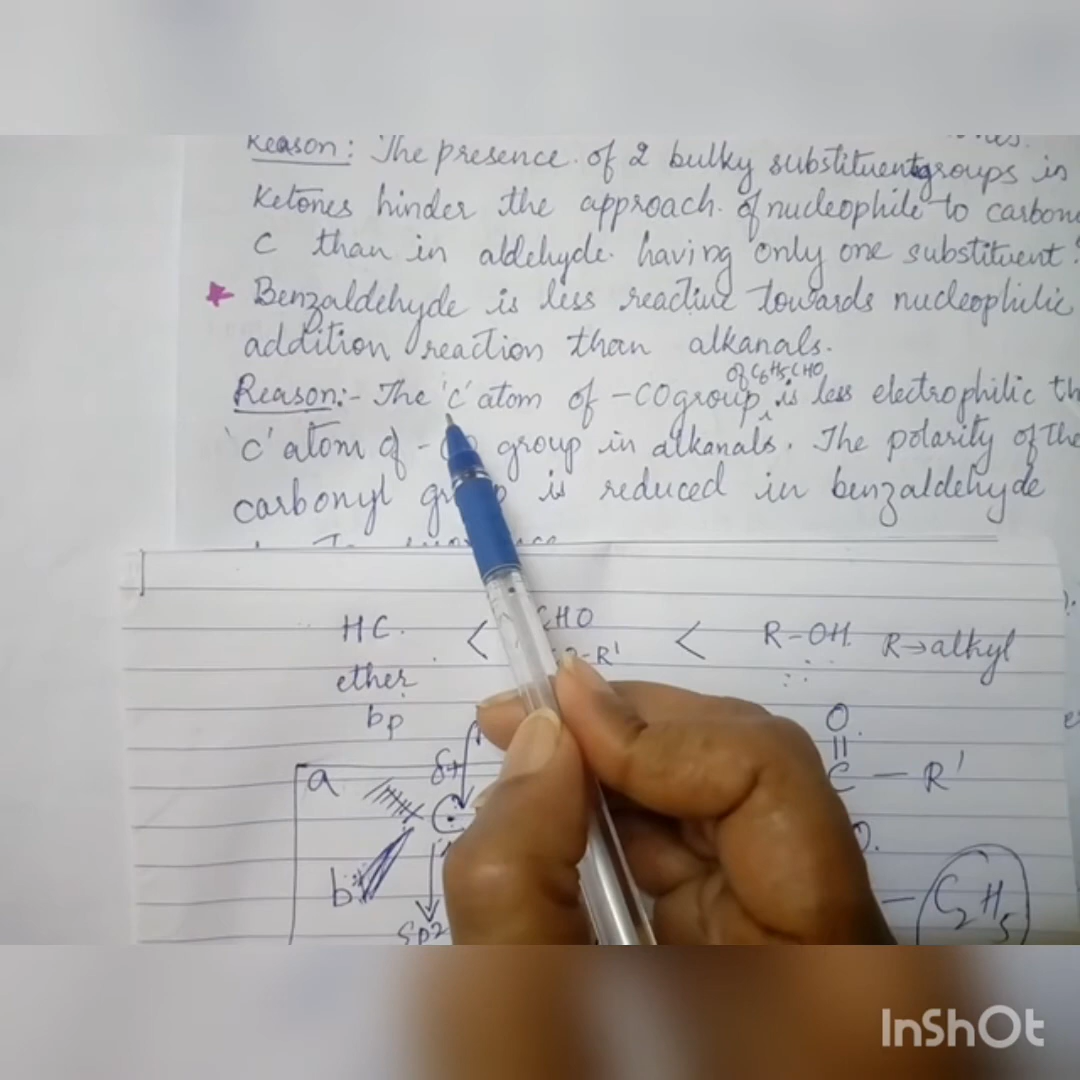 Reason: The presence of 2 bulky substituent groups in
Ketones hinder the approach of nucleophile to
C than in aldehyde having only one substituent.
Benzaldehyde is less reactive towards nucleophilic
addition reaction than alkanals.
of C6H5CHO
Reason:- The 'C' atom of -CO group is less electrophilic
'C' atom of - group in alkanals. The polarity of the
carbonyl is reduced in benzaldehyde
HC. < CHO < R-OH. R→alkyl
-R'
ether
bp
O
||
a δ+ C C - R'
b - C2H5
sp2
InShOt